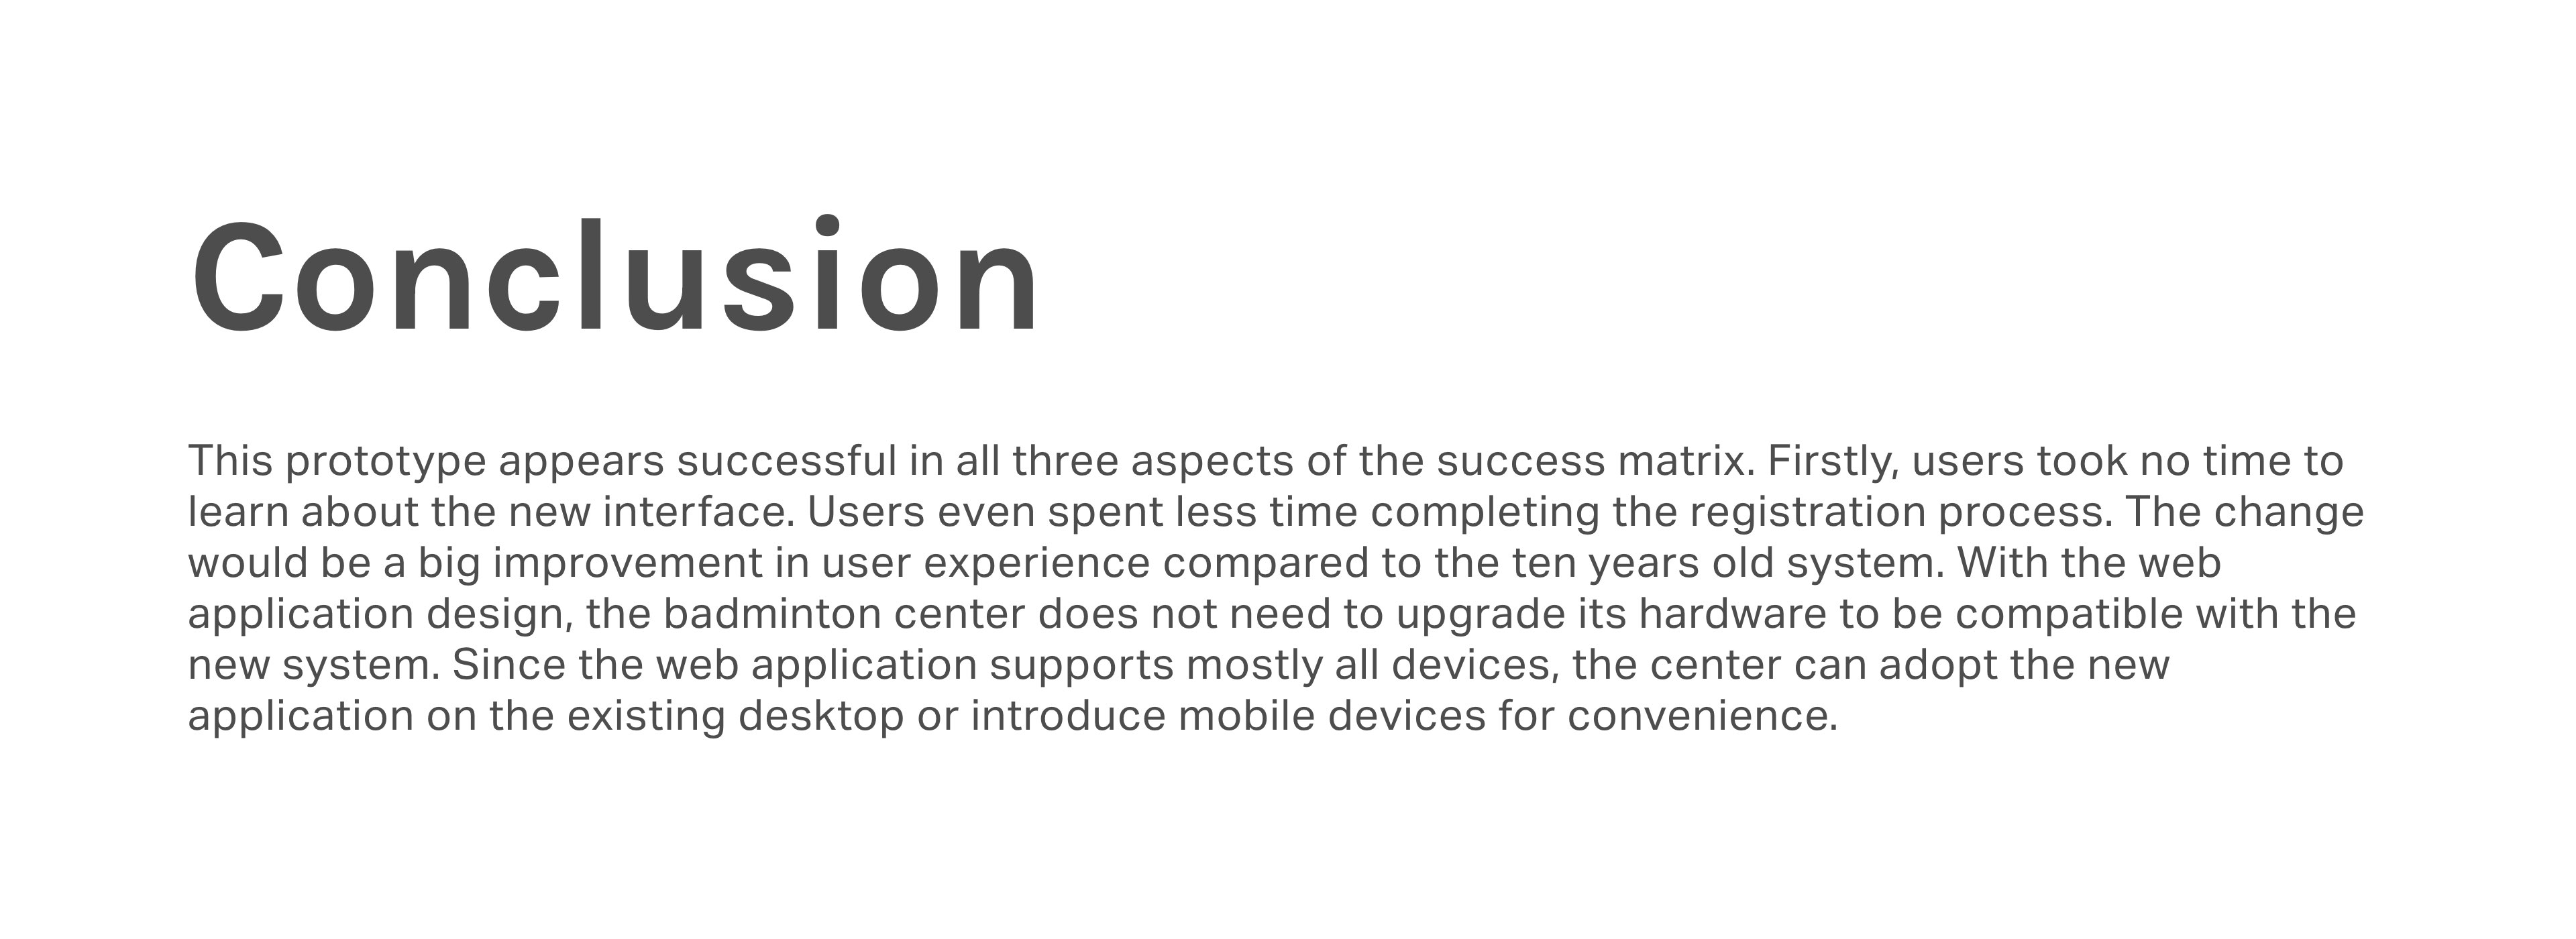 Conclusion
This prototype appears successful in all three aspects of the success matrix. Firstly, users took no time to
learn about the new interface. Users even spent less time completing the registration process. The change
would be a big improvement in user experience compared to the ten years old system. With the web
application design, the badminton center does not need to upgrade its hardware to be compatible with the
new system. Since the web application supports mostly all devices, the center can adopt the new
application on the existing desktop or introduce mobile devices for convenience.